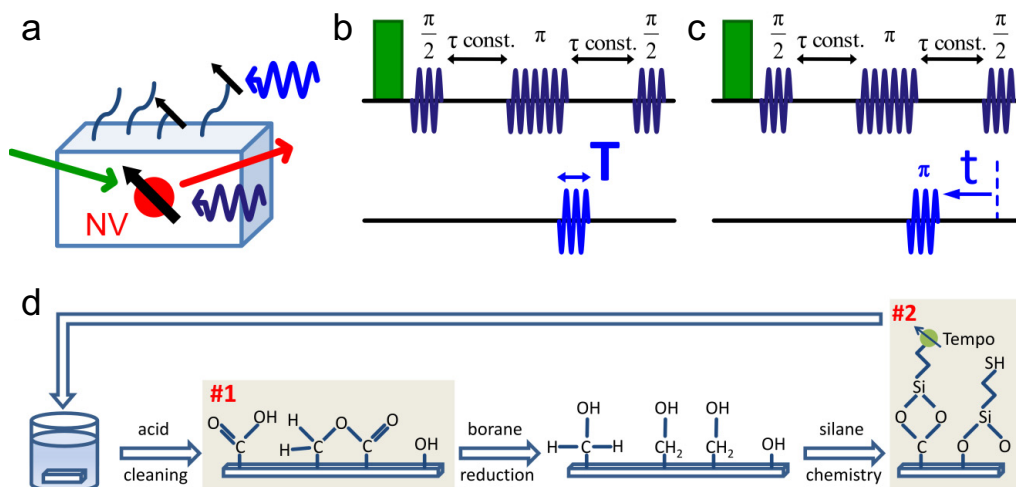 a
NV
b
π/2 τ const. π τ const. π/2
T
c
π/2 τ const. π τ const. π/2
π t
d
acid
cleaning
#1
O OH H H C O C O OH
borane
reduction
OH H C H OH CH2 OH CH2 OH
silane
chemistry
#2
Tempo
SH
Si Si
O O
C O O O